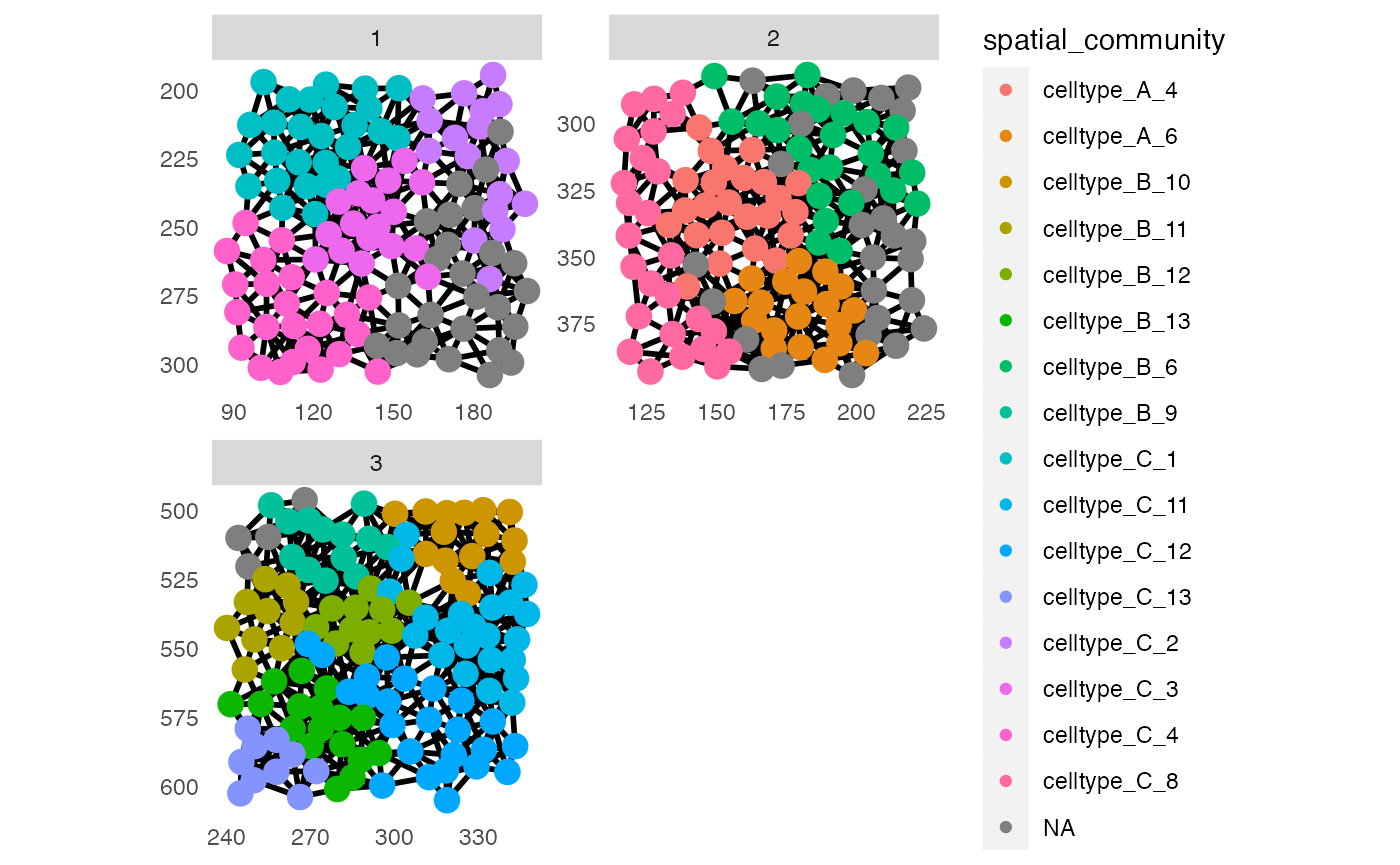 1
200
225
250
275
300
90 120 150 180
2
300
325
350
375
125 150 175 200 225
3
500
525
550
575
600
240 270 300 330
spatial_community
celltype_A_4
celltype_A_6
celltype_B_10
celltype_B_11
celltype_B_12
celltype_B_13
celltype_B_6
celltype_B_9
celltype_C_1
celltype_C_11
celltype_C_12
celltype_C_13
celltype_C_2
celltype_C_3
celltype_C_4
celltype_C_8
NA